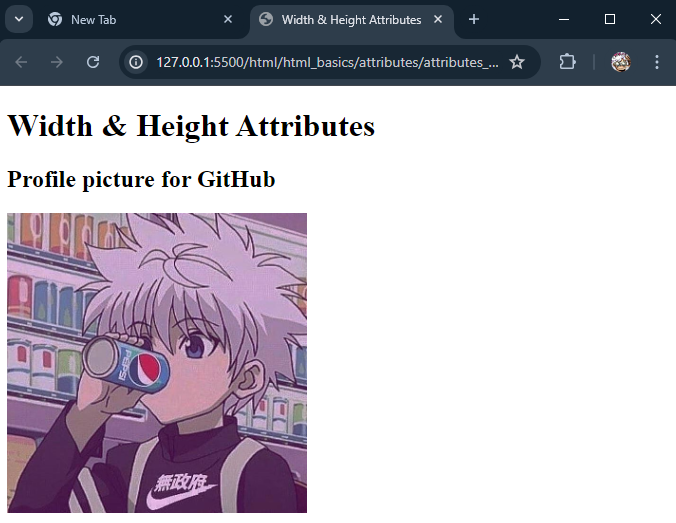 New Tab
Width & Height Attributes
127.0.0.1:5500/html/html_basics/attributes/attributes_...
Width & Height Attributes
Profile picture for GitHub
PEPSI
無政府